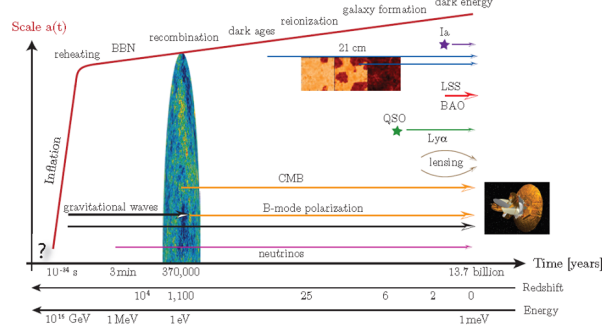 dark energy
galaxy formation
reionization
Scale a(t)
dark ages
recombination
BBN
reheating
Ia
21 cm
LSS
BAO
QSO
Lyα
lensing
Inflation
CMB
gravitational waves
B-mode polarization
?
neutrinos
Time [years]
10⁻³⁴ s 3 min 370,000 13.7 billion
Redshift
10⁴ 1,100 25 6 2 0
Energy
10¹⁵ GeV 1 MeV 1 eV 1 meV